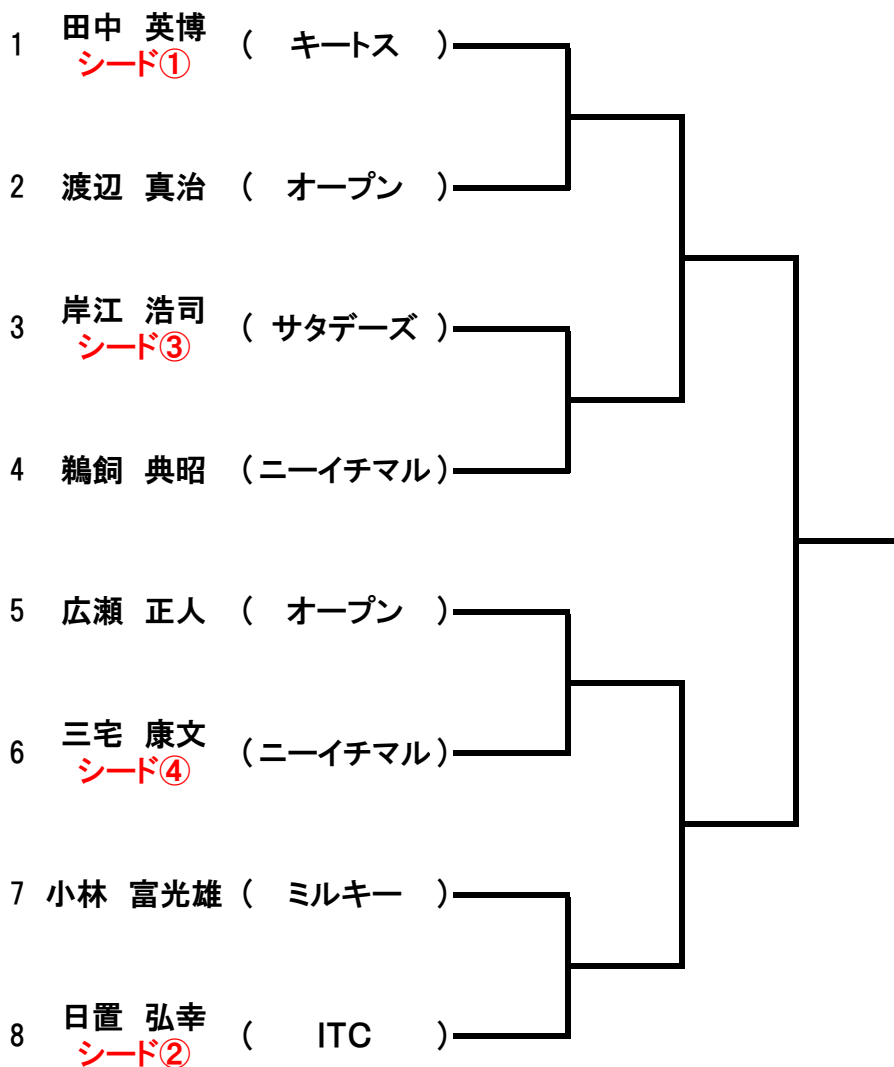 1 田中 英博 ( キートス )
シード①
2 渡辺 真治 ( オープン )
3 岸江 浩司 ( サタデーズ )
シード③
4 鵜飼 典昭 (ニーイチマル)
5 広瀬 正人 ( オープン )
6 三宅 康文 (ニーイチマル)
シード④
7 小林 富光雄 ( ミルキー )
8 日置 弘幸 ( ITC )
シード②